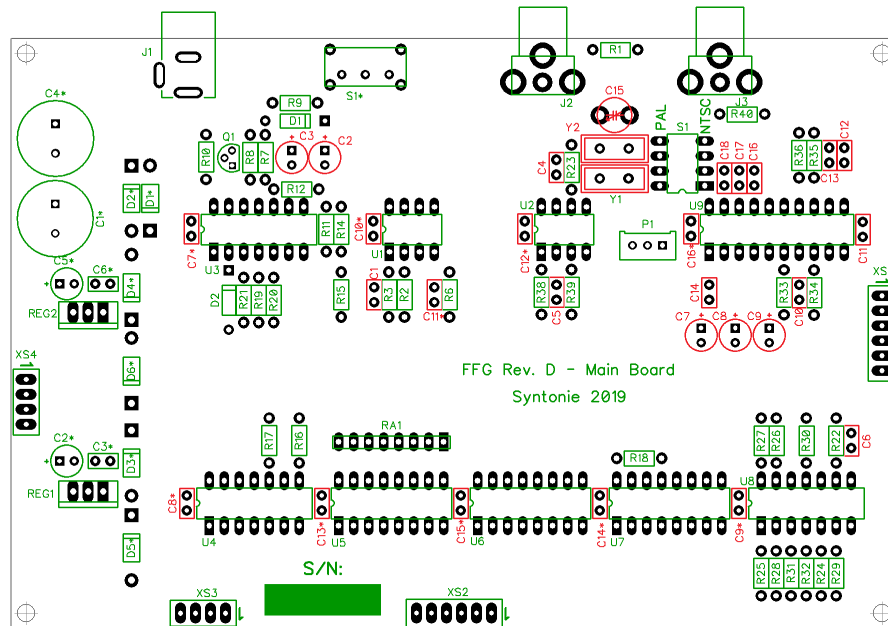 J1
S1*
J2
R1
J3
C4*
R9
D1
C15
PAL
S1
NTSC
R40
Y2
C12
R10
Q1
R8
R7
C3
C2
C4
R23
C18
C17
C16
R36
R35
C13
D2*
D1*
R12
Y1
C1*
C7*
U3
R11
R14
C10*
U1
U2
C12*
P1
U9
C16*
C11
C5*
C6*
D4*
D2
R21
R19
R20
R15
C1
R3
R2
C11*
R6
R38
C5
R39
C14
R33
C10
R34
XS
REG2
C7
C8
C9
XS4
1
D6*
FFG Rev. D - Main Board
Syntonie 2019
C2*
C3*
D3*
R17
R16
RA1
R18
R27
R26
R30
R22
C6
REG1
C8*
U4
C13*
U5
C15*
U6
C14*
U7
C9*
U8
D5*
S/N:
R25
R28
R31
R32
R24
R29
XS3
1
XS2
1